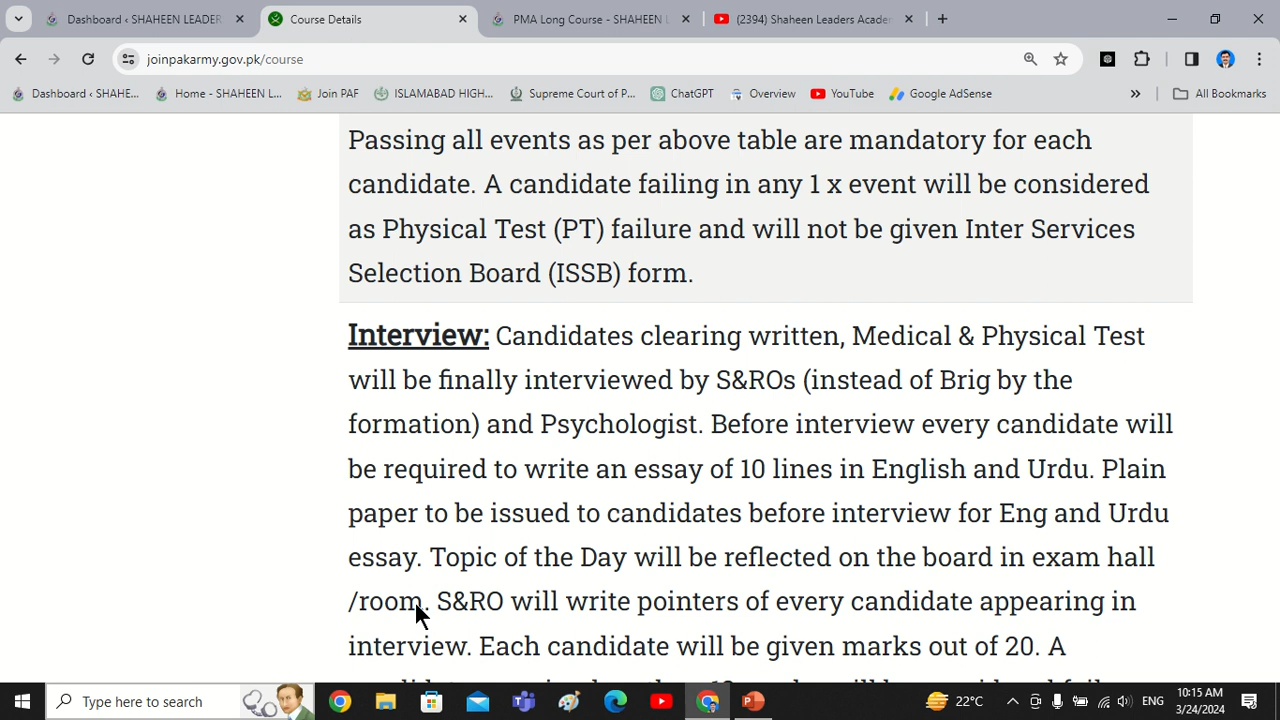 Dashboard ‹ SHAHEEN LEADER
Course Details
PMA Long Course - SHAHEEN L
(2394) Shaheen Leaders Acader
joinpakarmy.gov.pk/course
Dashboard ‹ SHAHE...
Home - SHAHEEN L...
Join PAF
ISLAMABAD HIGH...
Supreme Court of P...
ChatGPT
Overview
YouTube
Google AdSense
»
All Bookmarks
Passing all events as per above table are mandatory for each
candidate. A candidate failing in any 1 x event will be considered
as Physical Test (PT) failure and will not be given Inter Services
Selection Board (ISSB) form.
Interview: Candidates clearing written, Medical & Physical Test
will be finally interviewed by S&ROs (instead of Brig by the
formation) and Psychologist. Before interview every candidate will
be required to write an essay of 10 lines in English and Urdu. Plain
paper to be issued to candidates before interview for Eng and Urdu
essay. Topic of the Day will be reflected on the board in exam hall
/room. S&RO will write pointers of every candidate appearing in
interview. Each candidate will be given marks out of 20. A
Type here to search
22°C
ENG
10:15 AM
3/24/2024